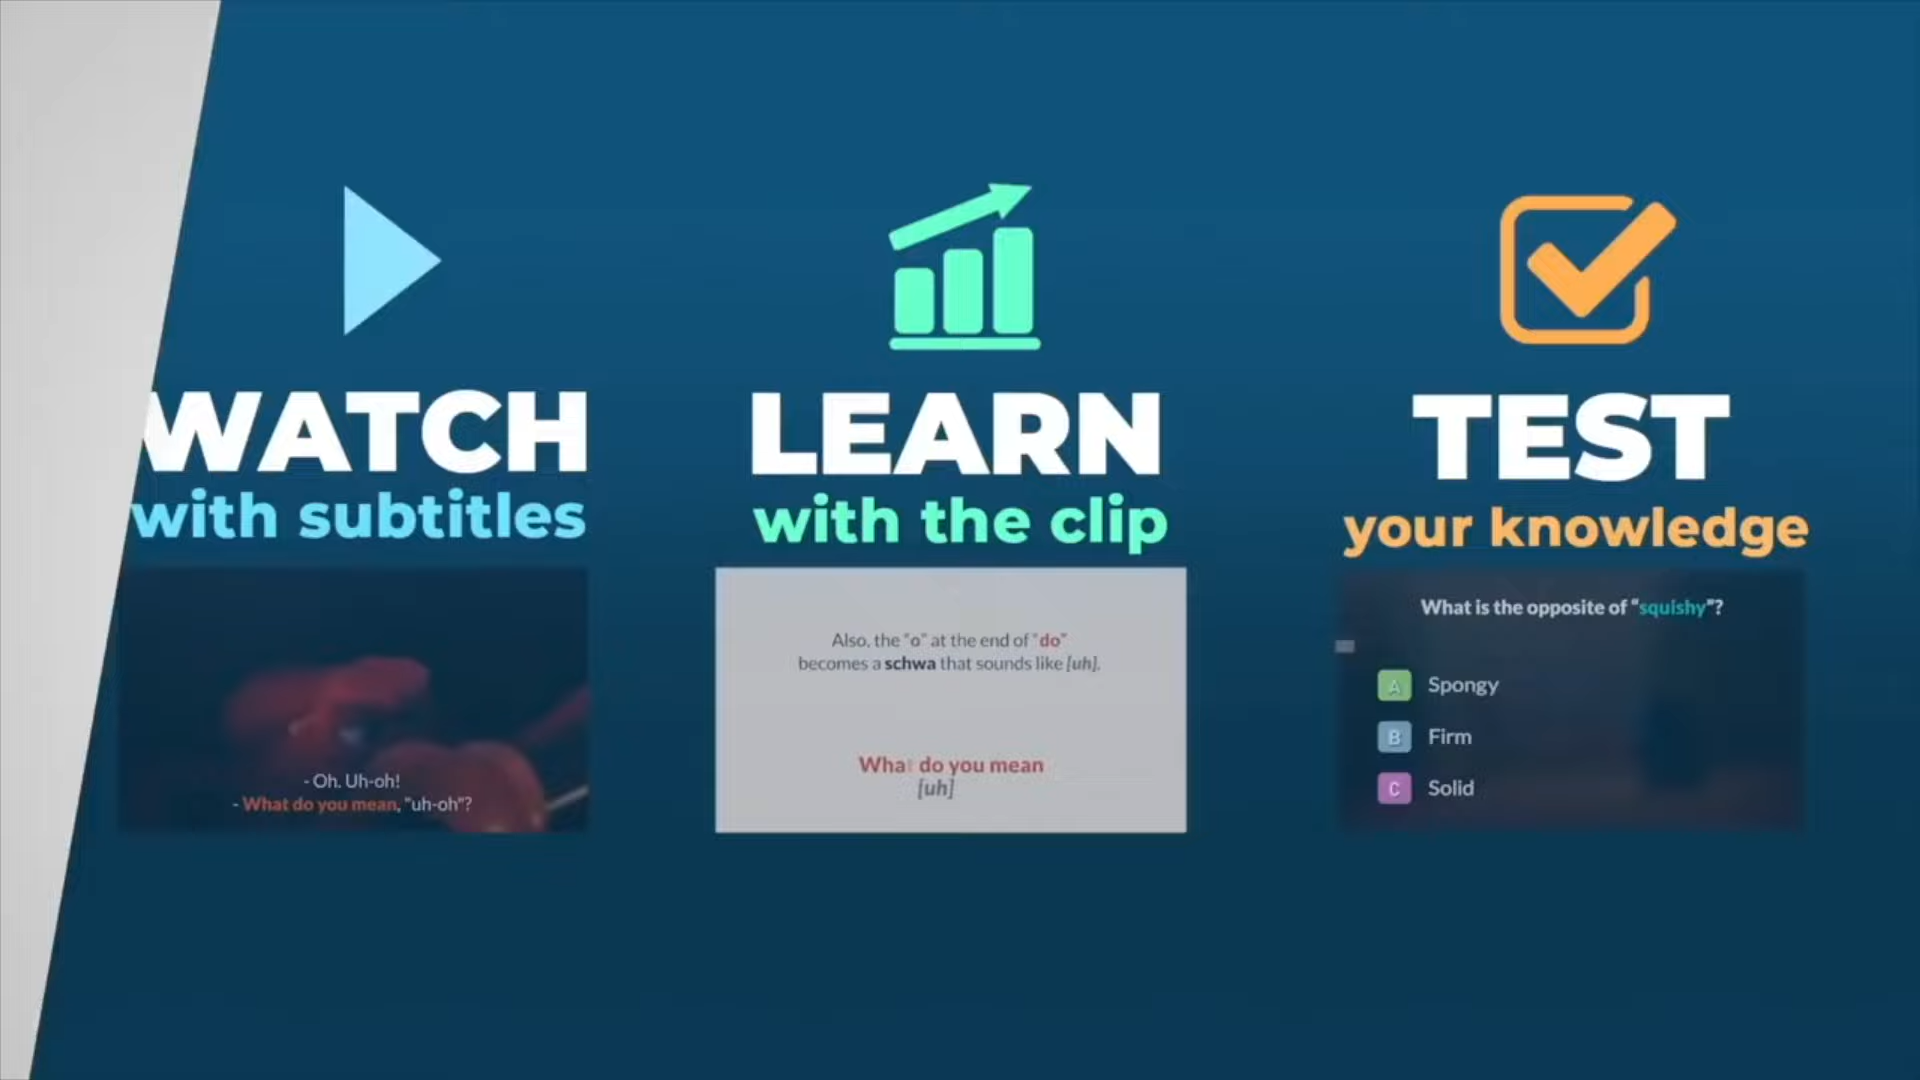 WATCH
with subtitles
- Oh. Uh-oh!
- What do you mean, "uh-oh"?
LEARN
with the clip
Also, the "o" at the end of "do"
becomes a schwa that sounds like [uh].
What do you mean
[uh]
TEST
your knowledge
What is the opposite of "squishy"?
A Spongy
B Firm
C Solid